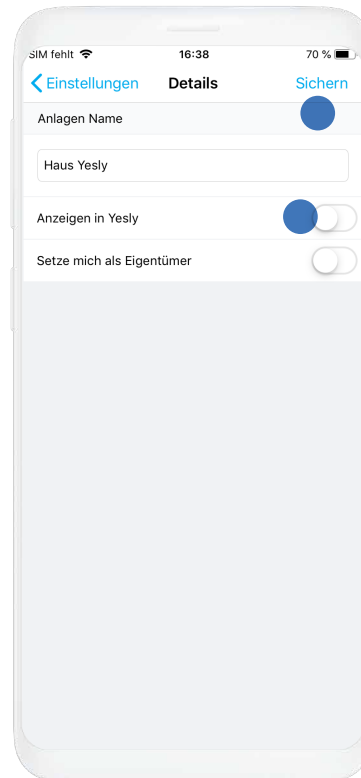 SIM fehlt 16:38 70 %
Einstellungen Details Sichern
Anlagen Name
Haus Yesly
Anzeigen in Yesly
Setze mich als Eigentümer